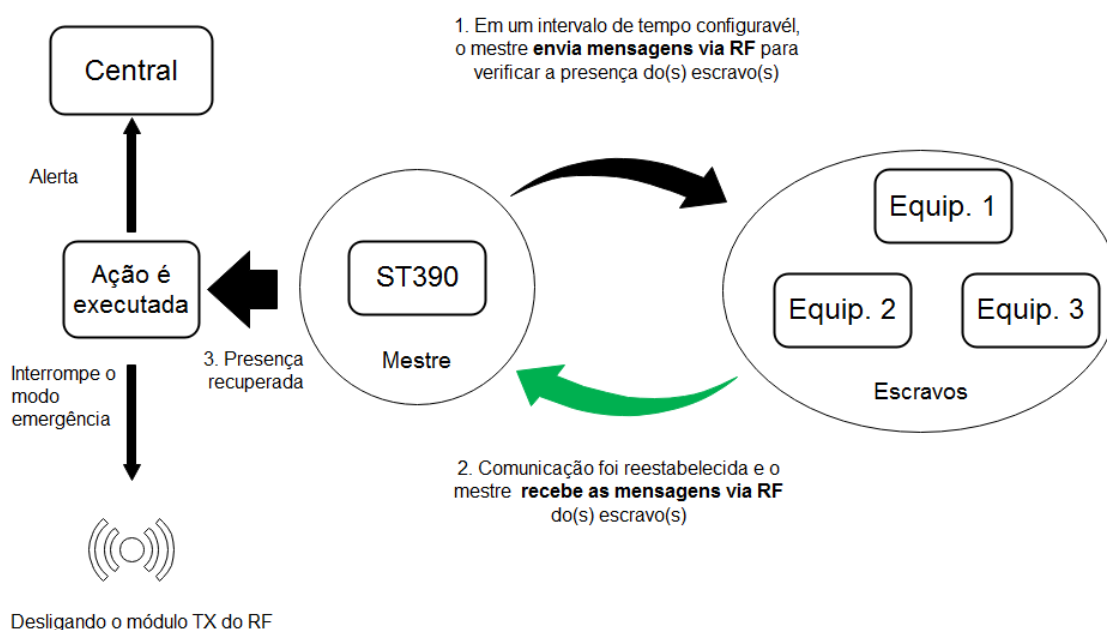 1. Em um intervalo de tempo configuravél,
o mestre envia mensagens via RF para
verificar a presença do(s) escravo(s)
Central
Alerta
Ação é
executada
ST390
Mestre
3. Presença
recuperada
Equip. 1
Equip. 2
Equip. 3
Escravos
Interrompe o
modo
emergência
2. Comunicação foi reestabelecida e o
mestre recebe as mensagens via RF
do(s) escravo(s)
Desligando o módulo TX do RF